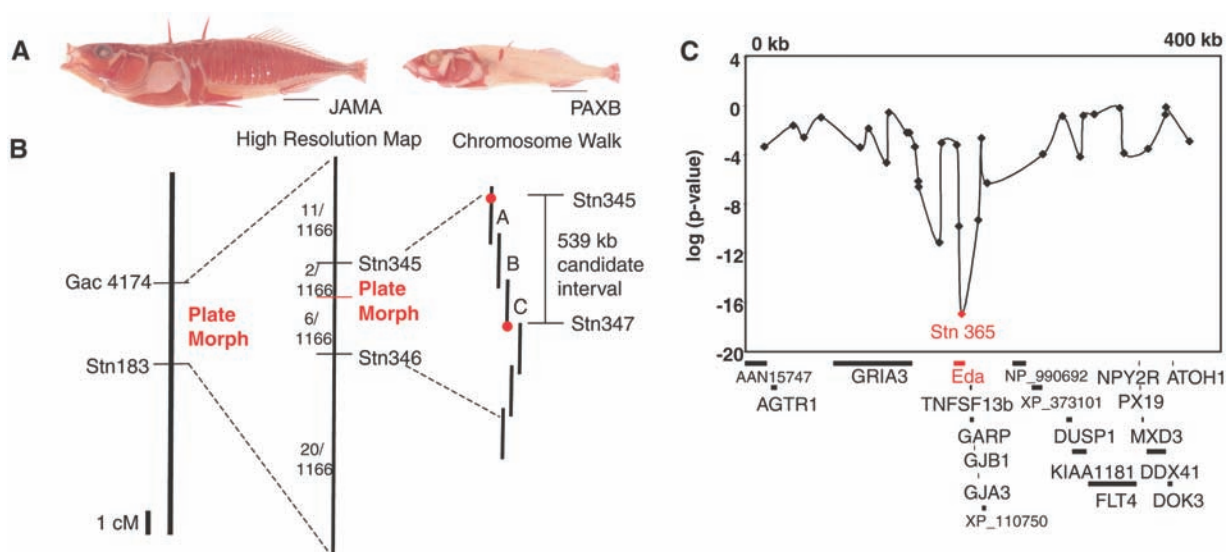 A
JAMA
PAXB
B
High Resolution Map
Chromosome Walk
Gac 4174
Stn183
Plate
Morph
1 cM
11/
1166
2/
1166
6/
1166
20/
1166
Stn345
Plate
Morph
Stn346
A
B
C
Stn345
539 kb
candidate
interval
Stn347
C
0 kb
400 kb
log (p-value)
4
0
-4
-8
-12
-16
-20
Stn 365
AAN15747
AGTR1
GRIA3
Eda
TNFSF13b
GARP
GJB1
GJA3
XP_110750
NP_990692
XP_373101
DUSP1
KIAA1181
FLT4
NPY2R
ATOH1
PX19
MXD3
DDX41
DOK3